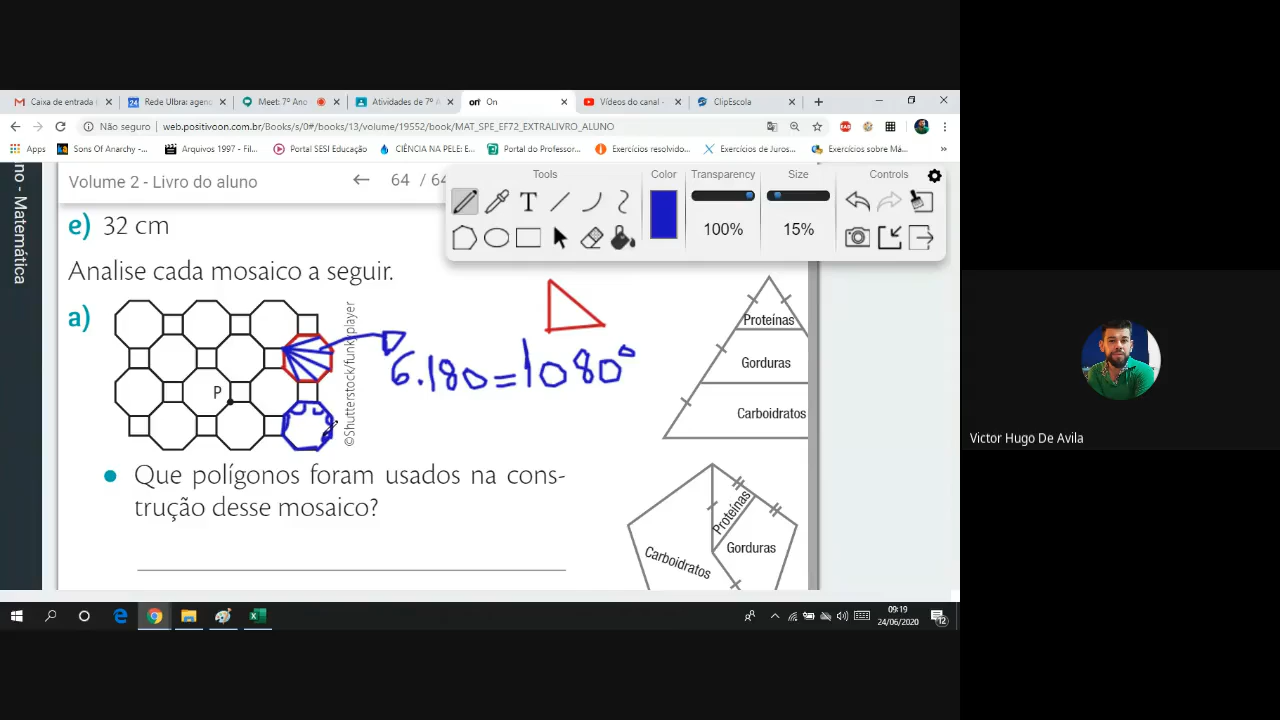 Caixa de entrada
Rede Ulbra: agen
Meet: 7º Ano
Atividades de 7º A
On
Vídeos do canal -
ClipEscola
Não seguro
web.positivoon.com.br/Books/s/0#/books/13/volume/19552/book/MAT_SPE_EF72_EXTRALIVRO_ALUNO
Apps
Sons Of Anarchy -...
Arquivos 1997 - Fil...
Portal SESI Educação
CIÊNCIA NA PELE: E...
Portal do Professor...
Exercícios resolvido...
Exercícios de Juros...
Exercícios sobre Má...
no - Matemática
Volume 2 - Livro do aluno
64 / 64
Tools
Color
Transparency
Size
Controls
100%
15%
e) 32 cm
Analise cada mosaico a seguir.
a)
P
©Shutterstock/funkyplayer
6.180=1080°
Proteínas
Gorduras
Carboidratos
• Que polígonos foram usados na cons-
trução desse mosaico?
Proteínas
Gorduras
Carboidratos
Victor Hugo De Avila
09:19
24/06/2020
12